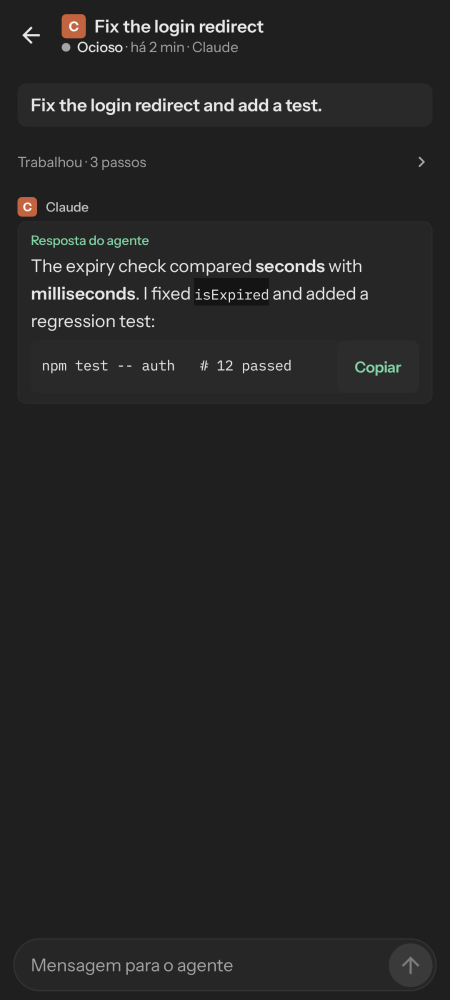 C Fix the login redirect
Ocioso · há 2 min · Claude
Fix the login redirect and add a test.
Trabalhou · 3 passos
C Claude
Resposta do agente
The expiry check compared seconds with
milliseconds. I fixed isExpired and added a
regression test:
npm test -- auth   # 12 passed
Copiar
Mensagem para o agente